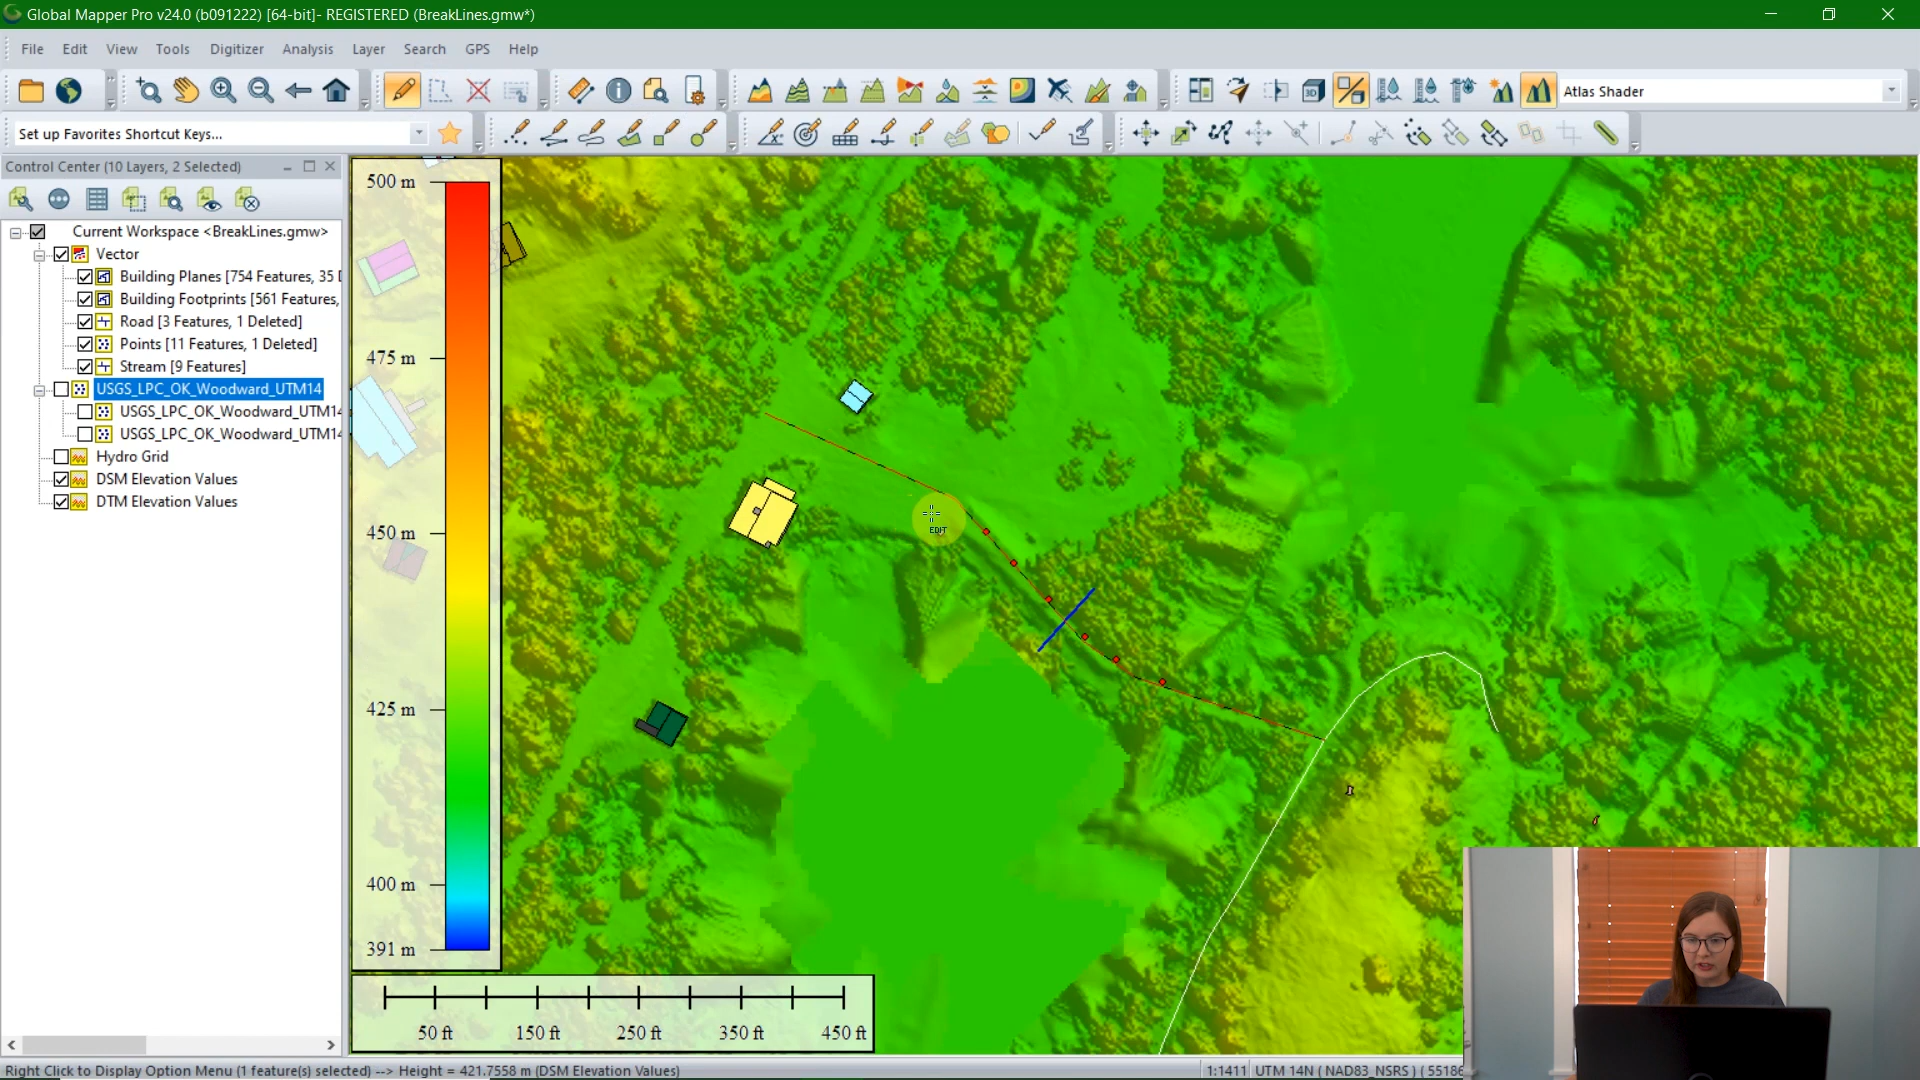 Global Mapper Pro v24.0 (b091222) [64-bit]- REGISTERED (BreakLines.gmw*)
File Edit View Tools Digitizer Analysis Layer Search GPS Help
3D
Atlas Shader
Set up Favorites Shortcut Keys...
Control Center (10 Layers, 2 Selected)
Current Workspace <BreakLines.gmw>
Vector
Building Planes [754 Features, 35
Building Footprints [561 Features,
Road [3 Features, 1 Deleted]
Points [11 Features, 1 Deleted]
Stream [9 Features]
USGS_LPC_OK_Woodward_UTM14
USGS_LPC_OK_Woodward_UTM14
USGS_LPC_OK_Woodward_UTM14
Hydro Grid
DSM Elevation Values
DTM Elevation Values
500 m
475 m
450 m
425 m
400 m
391 m
EDIT
50 ft 150 ft 250 ft 350 ft 450 ft
Right Click to Display Option Menu (1 feature(s) selected) --> Height = 421.7558 m (DSM Elevation Values)
1:1411 UTM 14N ( NAD83_NSRS ) ( 55186